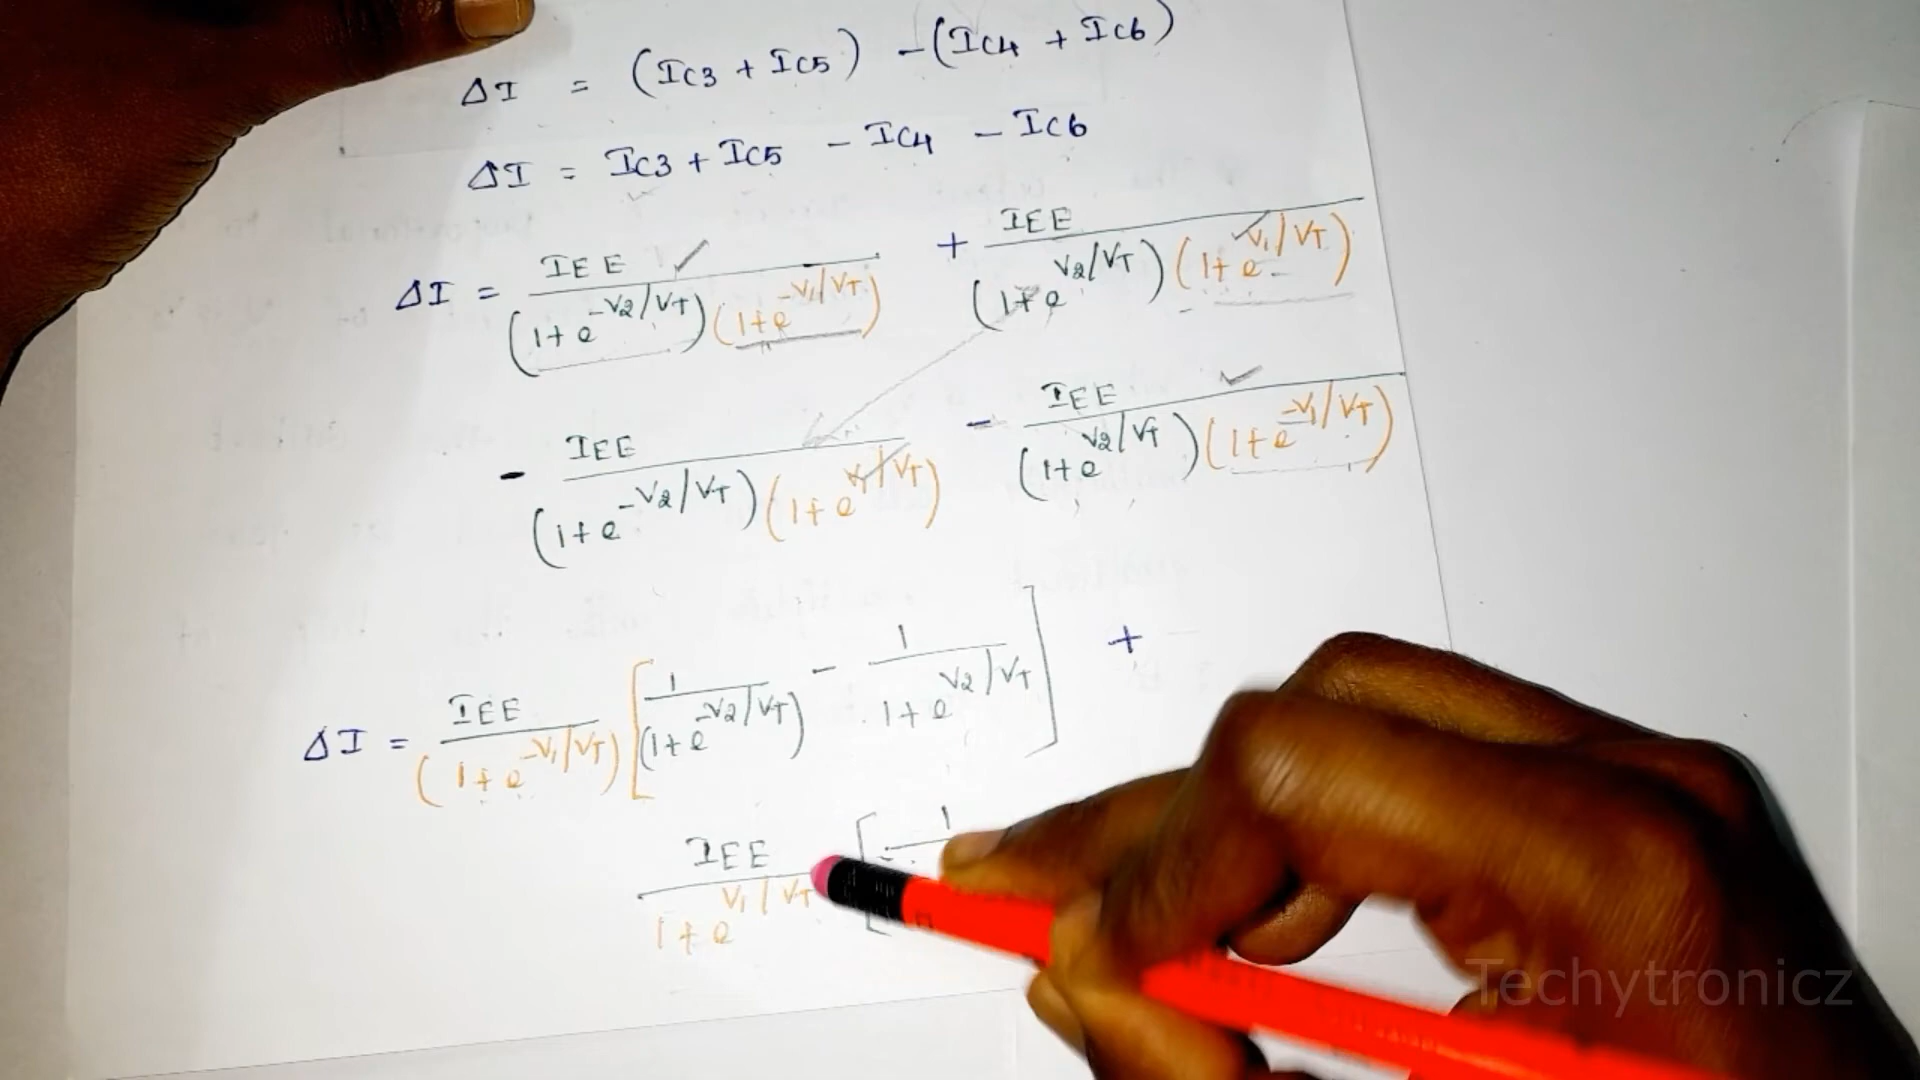 ΔI = (IC3 + IC5) - (IC4 + IC6)
ΔI = IC3 + IC5 - IC4 - IC6
ΔI = IEE / (1+e^-V2/VT)(1+e^-V1/VT) + IEE / (1+e^V2/VT)(1+e^V1/VT)
- IEE / (1+e^-V2/VT)(1+e^V1/VT) - IEE / (1+e^V2/VT)(1+e^-V1/VT)
ΔI = IEE / (1+e^-V1/VT) [1 / (1+e^-V2/VT) - 1 / 1+e^V2/VT] +
IEE / 1+e^V1/VT [1
Techytronicz